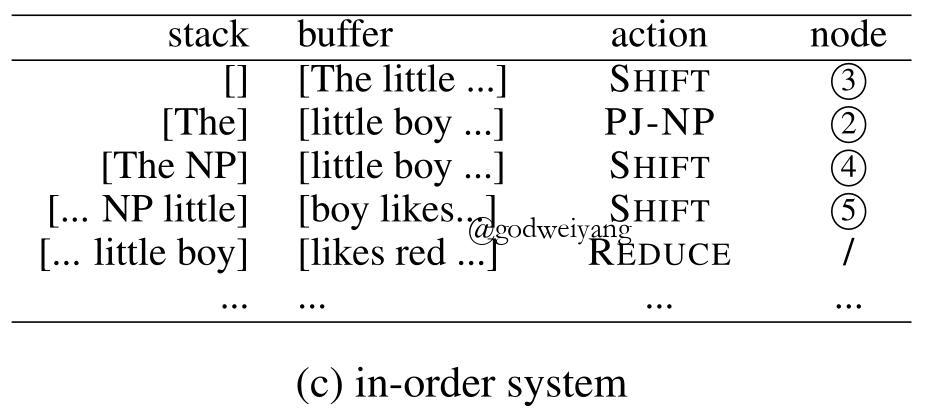 stack buffer action node
[] [The little ...] SHIFT ③
[The] [little boy ...] PJ-NP ②
[The NP] [little boy ...] SHIFT ④
[... NP little] [boy likes...] SHIFT ⑤
@godweiyang
[... little boy] [likes red ...] REDUCE /
... ... ... ...
(c) in-order system